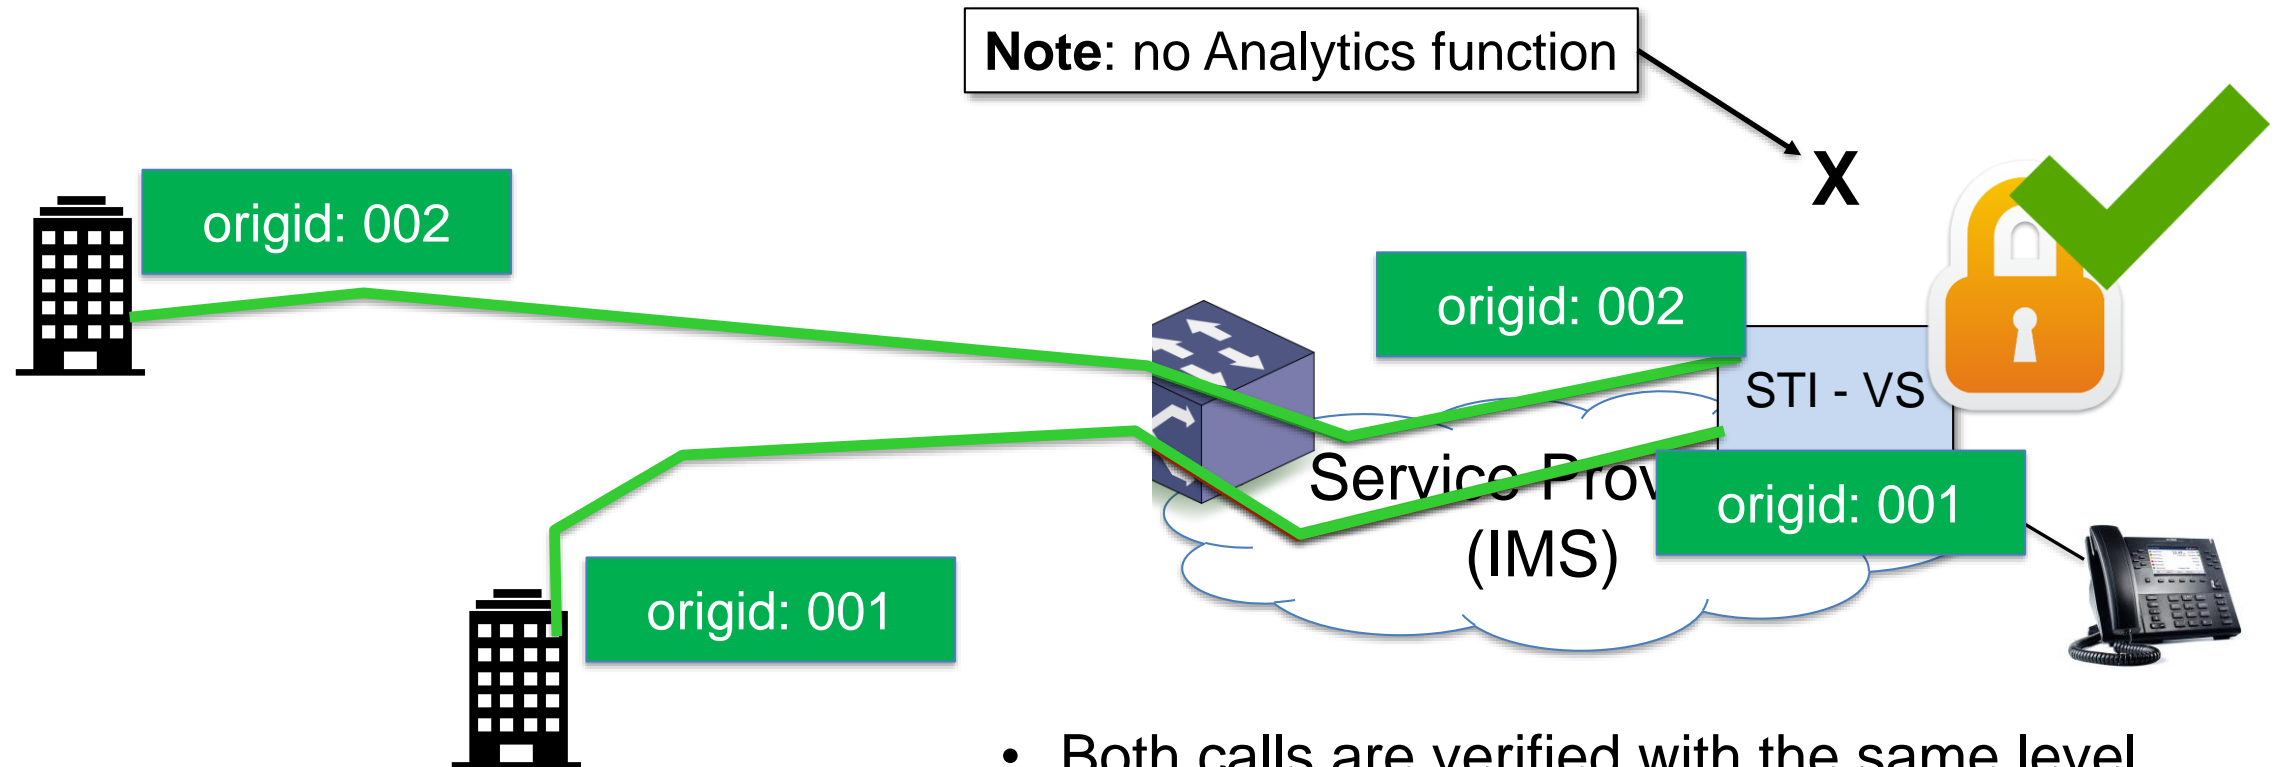 Note: no Analytics function
X
origid: 002
origid: 002
STI - VS
Service Prov
origid: 001
(IMS)
origid: 001
• Both calls are verified with the same level